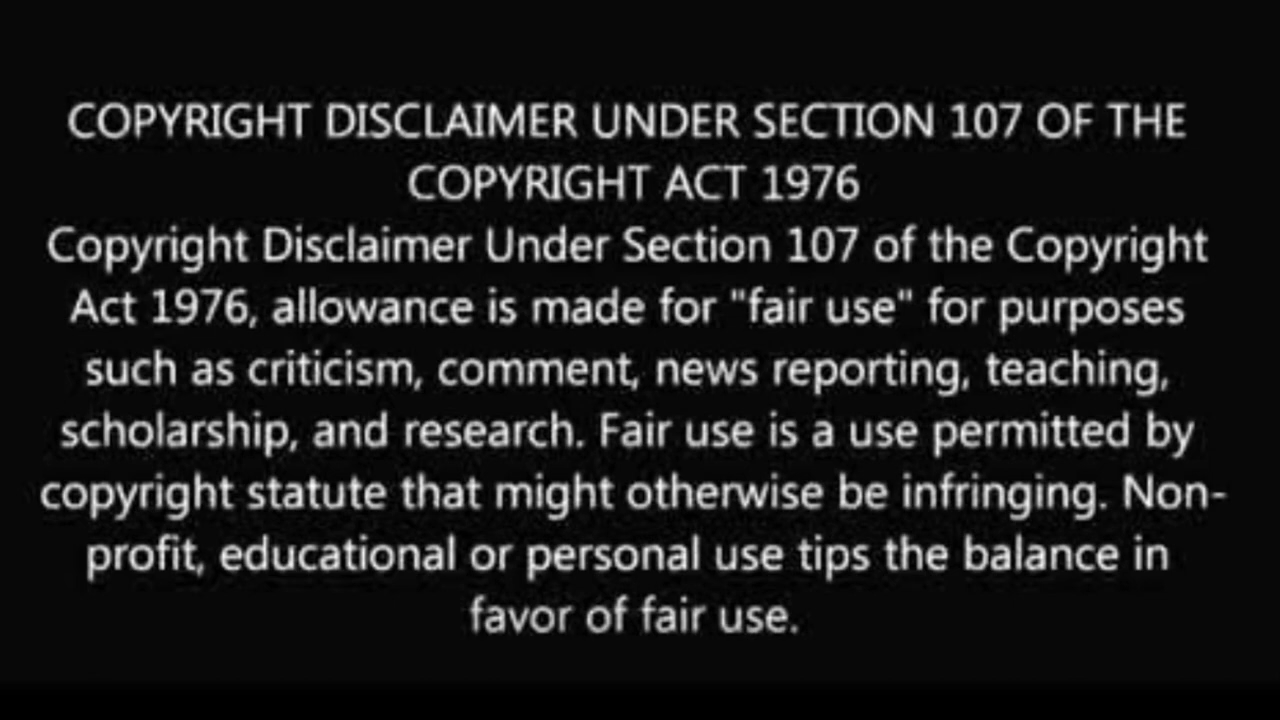 COPYRIGHT DISCLAIMER UNDER SECTION 107 OF THE
COPYRIGHT ACT 1976
Copyright Disclaimer Under Section 107 of the Copyright
Act 1976, allowance is made for "fair use" for purposes
such as criticism, comment, news reporting, teaching,
scholarship, and research. Fair use is a use permitted by
copyright statute that might otherwise be infringing. Non-
profit, educational or personal use tips the balance in
favor of fair use.